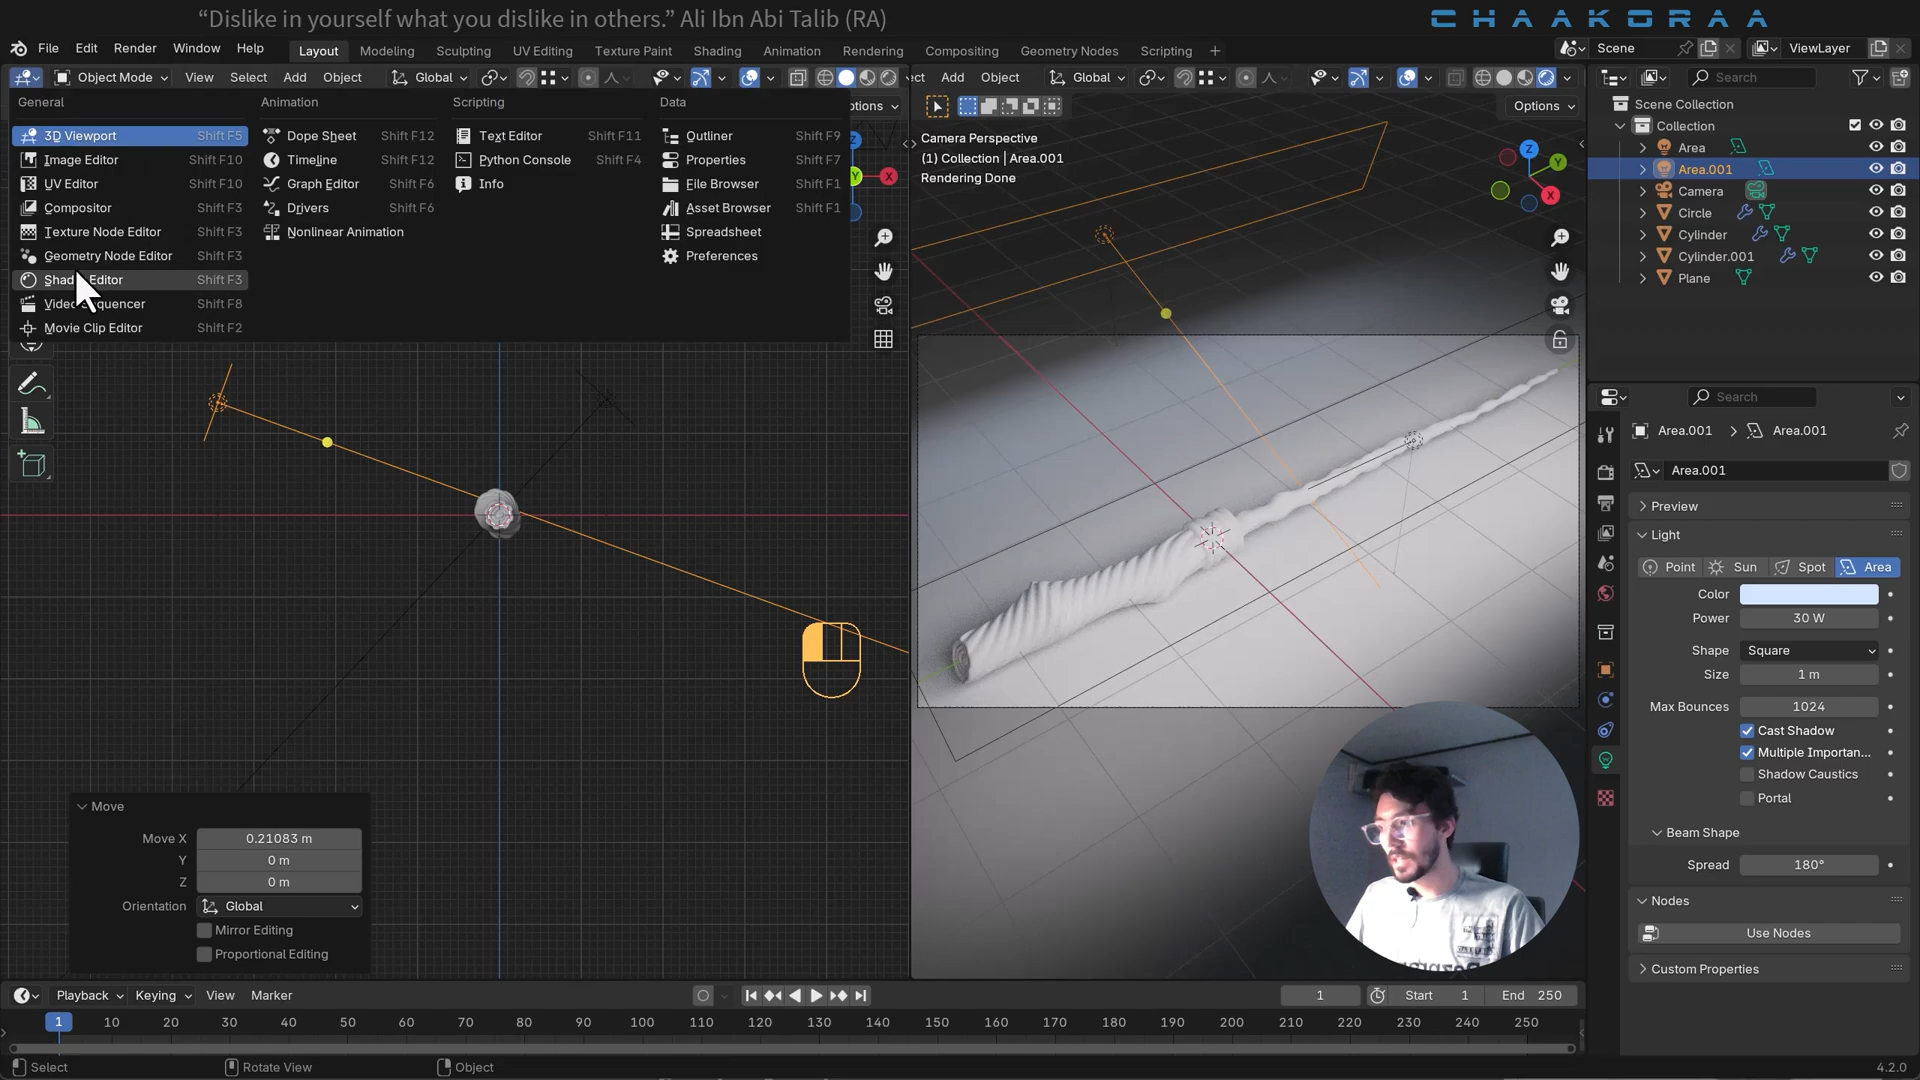 “Dislike in yourself what you dislike in others.” Ali Ibn Abi Talib (RA)
CHAAKORAA
File Edit Render Window Help Layout Modeling Sculpting UV Editing Texture Paint Shading Animation Rendering Compositing Geometry Nodes Scripting + Scene ViewLayer
Object Mode View Select Add Object Global ect Add Object Global Search
General Animation Scripting Data ptions Options
3D Viewport Shift F5 Dope Sheet Shift F12 Text Editor Shift F11 Outliner Shift F9
Image Editor Shift F10 Timeline Shift F12 Python Console Shift F4 Properties Shift F7
UV Editor Shift F10 Graph Editor Shift F6 Info File Browser Shift F1
Compositor Shift F3 Drivers Shift F6 Asset Browser Shift F1
Texture Node Editor Shift F3 Nonlinear Animation Spreadsheet
Geometry Node Editor Shift F3 Preferences
Editor Shift F3
Shift F8
Movie Clip Editor Shift F2
Camera Perspective
(1) Collection | Area.001
Rendering Done
Z
Y
X
Y
X
Scene Collection
Collection
Area
Area.001
Camera
Circle
Cylinder
Cylinder.001
Plane
Search
Area.001 > Area.001
Area.001
Preview
Light
Point Sun Spot Area
Color
Power 30 W
Shape Square
Size 1 m
Max Bounces 1024
Cast Shadow
Multiple Importan...
Shadow Caustics
Portal
Beam Shape
Spread 180°
Nodes
Use Nodes
Custom Properties
Move
Move X 0.21083 m
Y 0 m
Z 0 m
Orientation Global
Mirror Editing
Proportional Editing
Playback Keying View Marker 1 Start 1 End 250
1 10 20 30 40 50 60 70 80 90 100 110 120 130 140 150 160 170 180 190 200 210 220 230 240 250
Select Rotate View Object 4.2.0